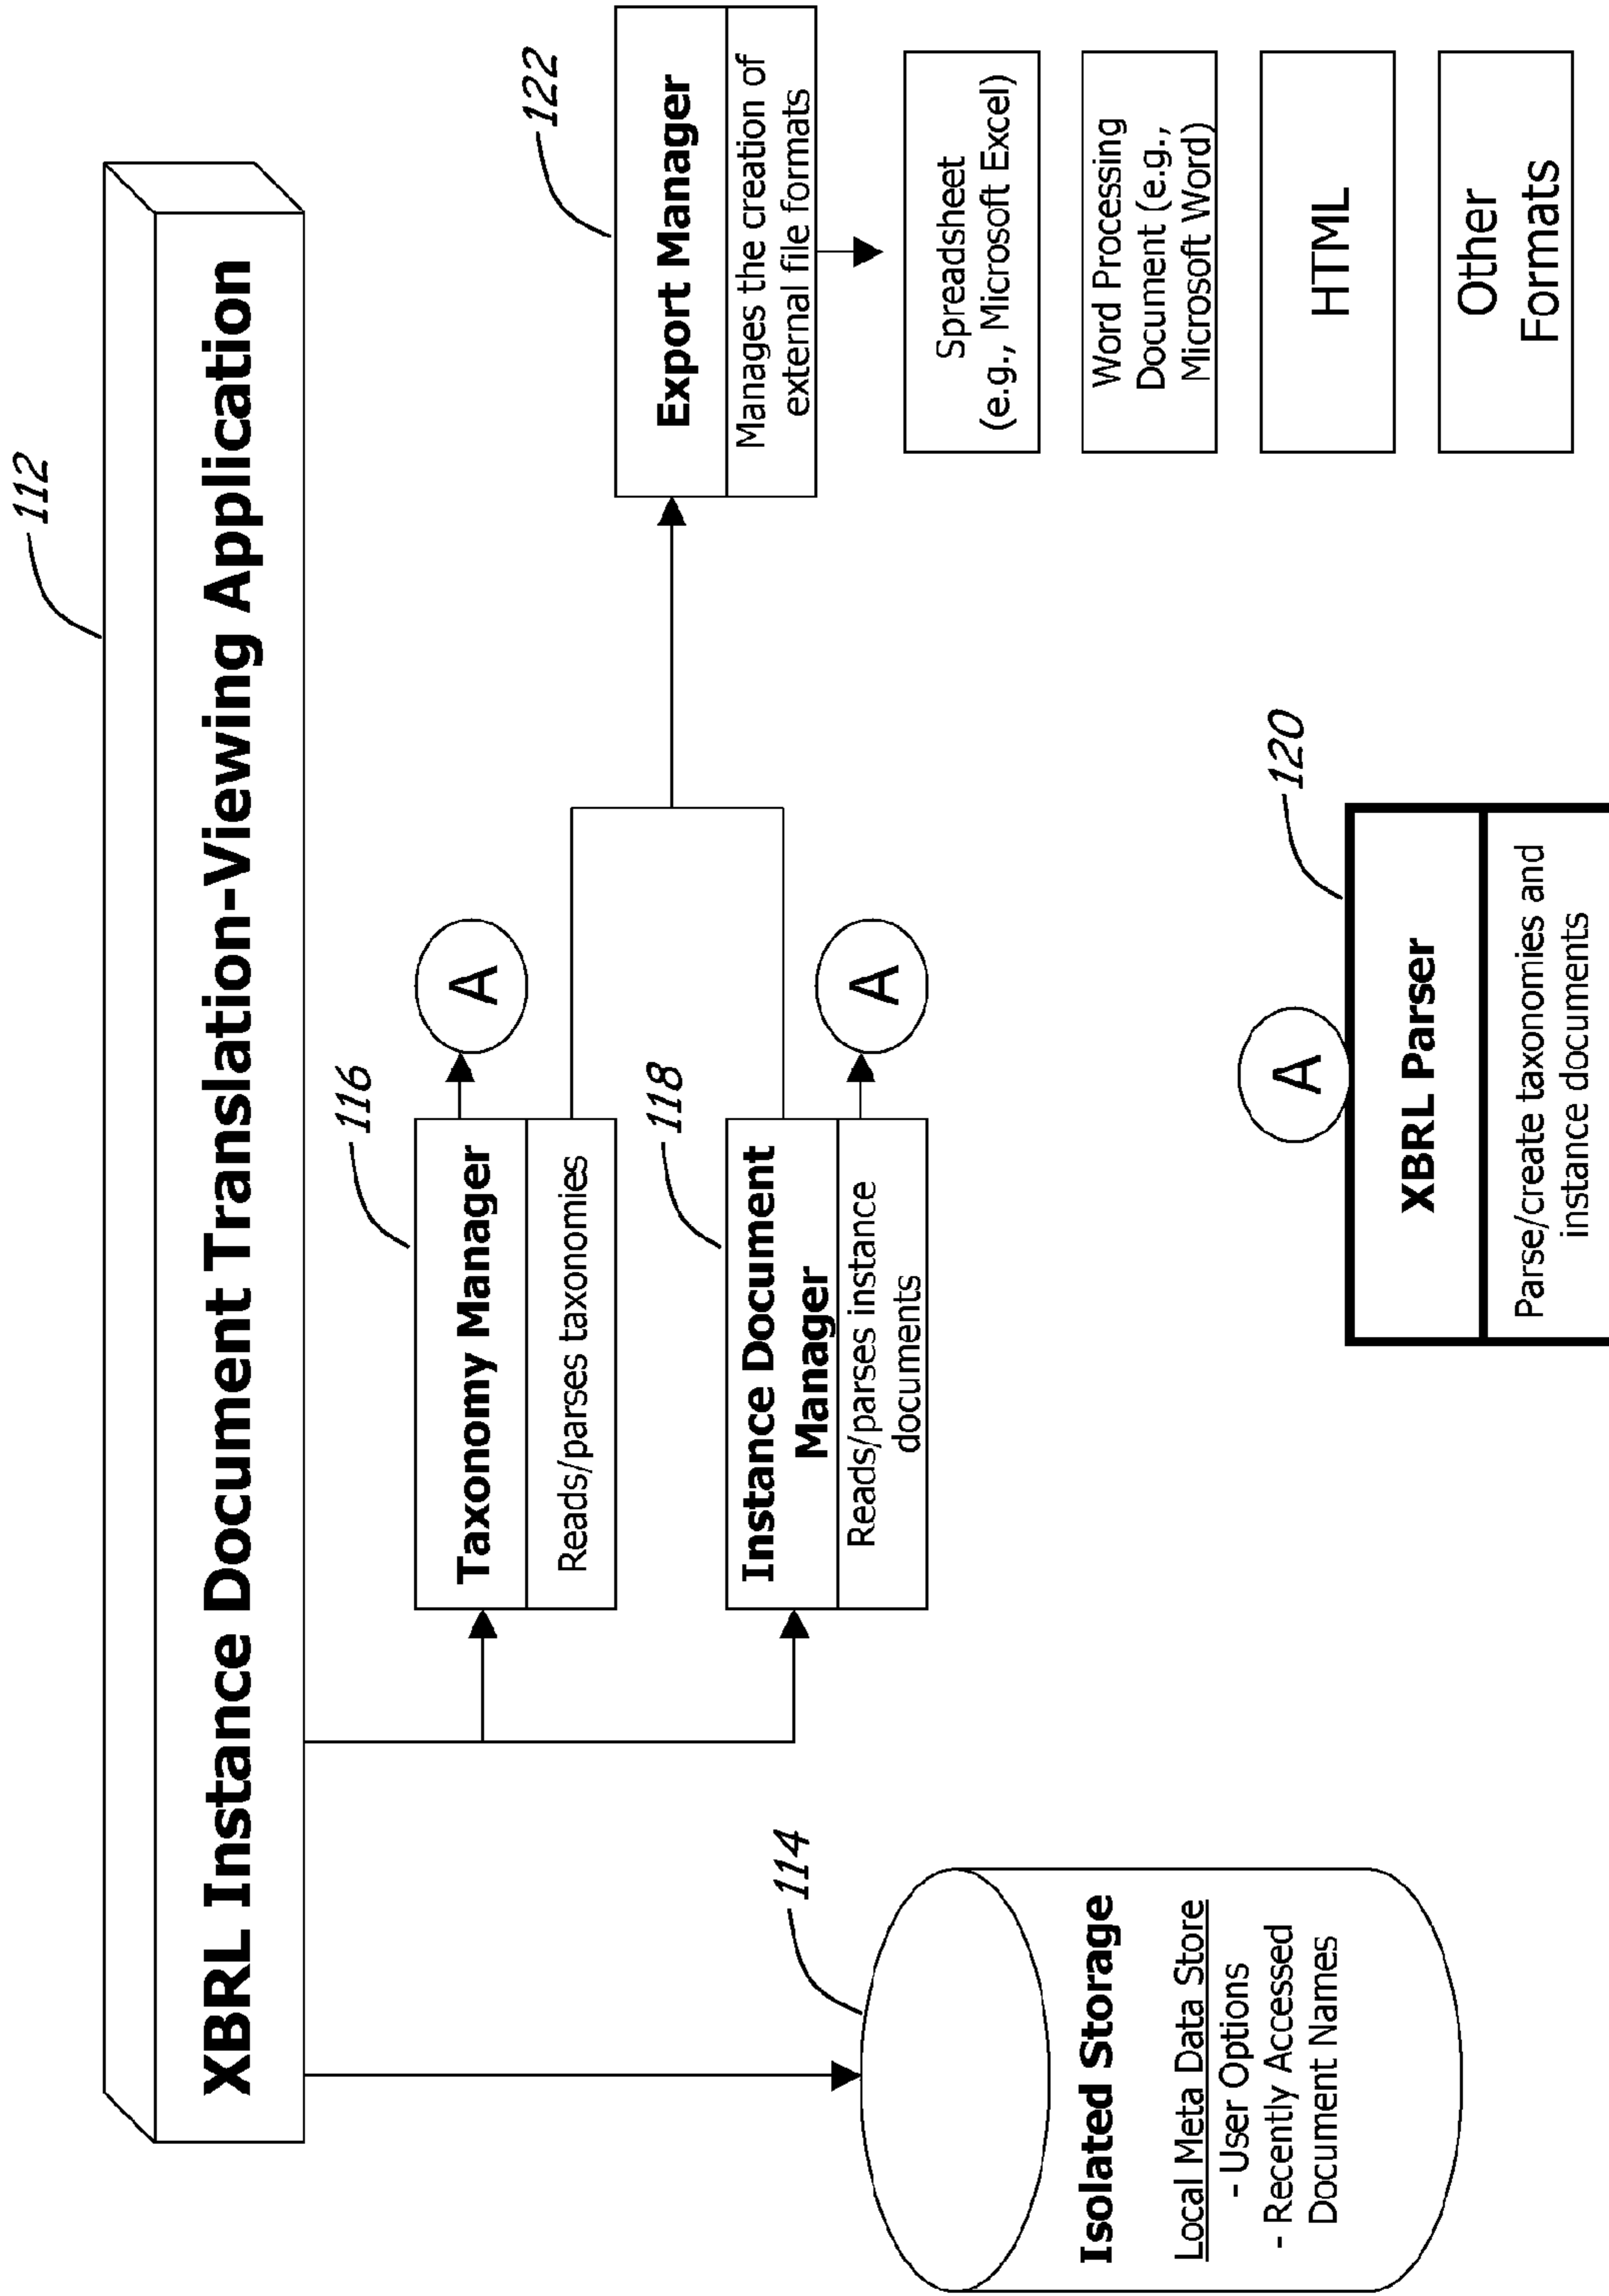 112
XBRL Instance Document Translation-Viewing Application
116
Taxonomy Manager
Reads/parses taxonomies
A
118
Instance Document
Manager
Reads/parses instance
documents
A
122
Export Manager
Manages the creation of
external file formats
Spreadsheet
(e.g., Microsoft Excel)
Word Processing
Document (e.g.,
Microsoft Word)
HTML
Other
Formats
114
Isolated Storage
Local Meta Data Store
- User Options
- Recently Accessed
Document Names
120
A
XBRL Parser
Parse/create taxonomies and
instance documents